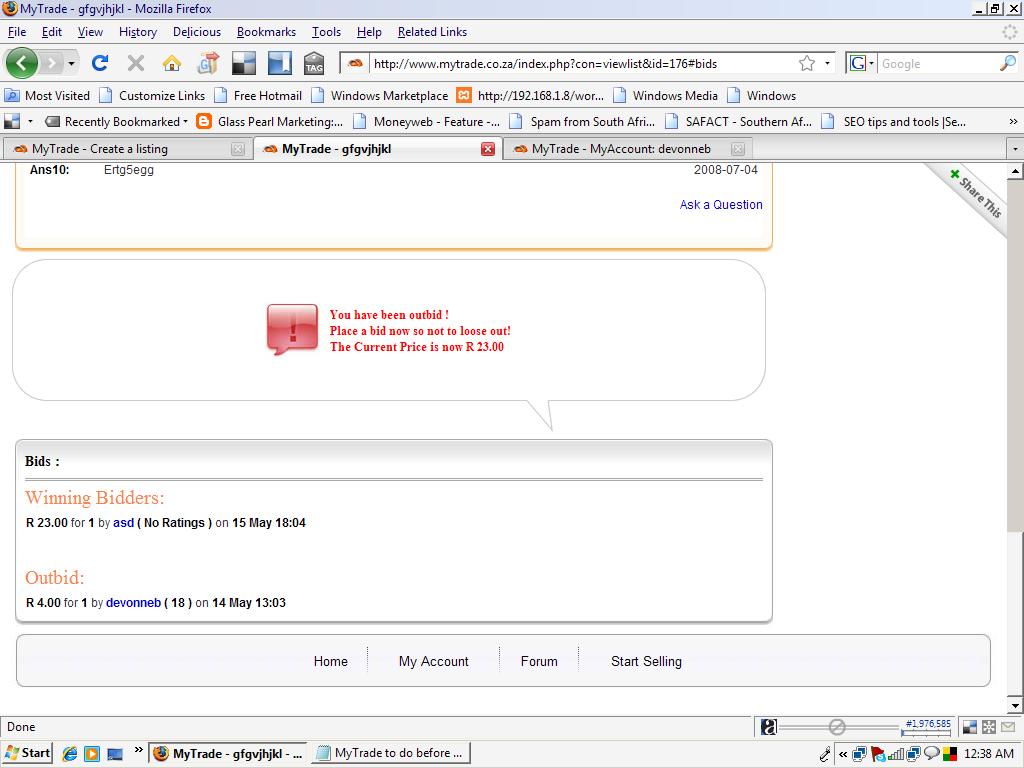 MyTrade - gfgvjhjkl - Mozilla Firefox
File Edit View History Delicious Bookmarks Tools Help Related Links
TAG http://www.mytrade.co.za/index.php?con=viewlist&id=176#bids G Google
Most Visited Customize Links Free Hotmail Windows Marketplace http://192.168.1.8/wor... Windows Media Windows
Recently Bookmarked Glass Pearl Marketing:... Moneyweb - Feature -... Spam from South Afri... SAFACT - Southern Af... SEO tips and tools |Se... »
MyTrade - Create a listing MyTrade - gfgvjhjkl MyTrade - MyAccount: devonneb
Ans10: Ertg5egg 2008-07-04
Share This
Ask a Question
You have been outbid !
Place a bid now so not to loose out!
The Current Price is now R 23.00
Bids :
Winning Bidders:
R 23.00 for 1 by asd ( No Ratings ) on 15 May 18:04
Outbid:
R 4.00 for 1 by devonneb ( 18 ) on 14 May 13:03
Home My Account Forum Start Selling
Done a #1,976,585
Start » MyTrade - gfgvjhjkl - ... MyTrade to do before ... « 12:38 AM